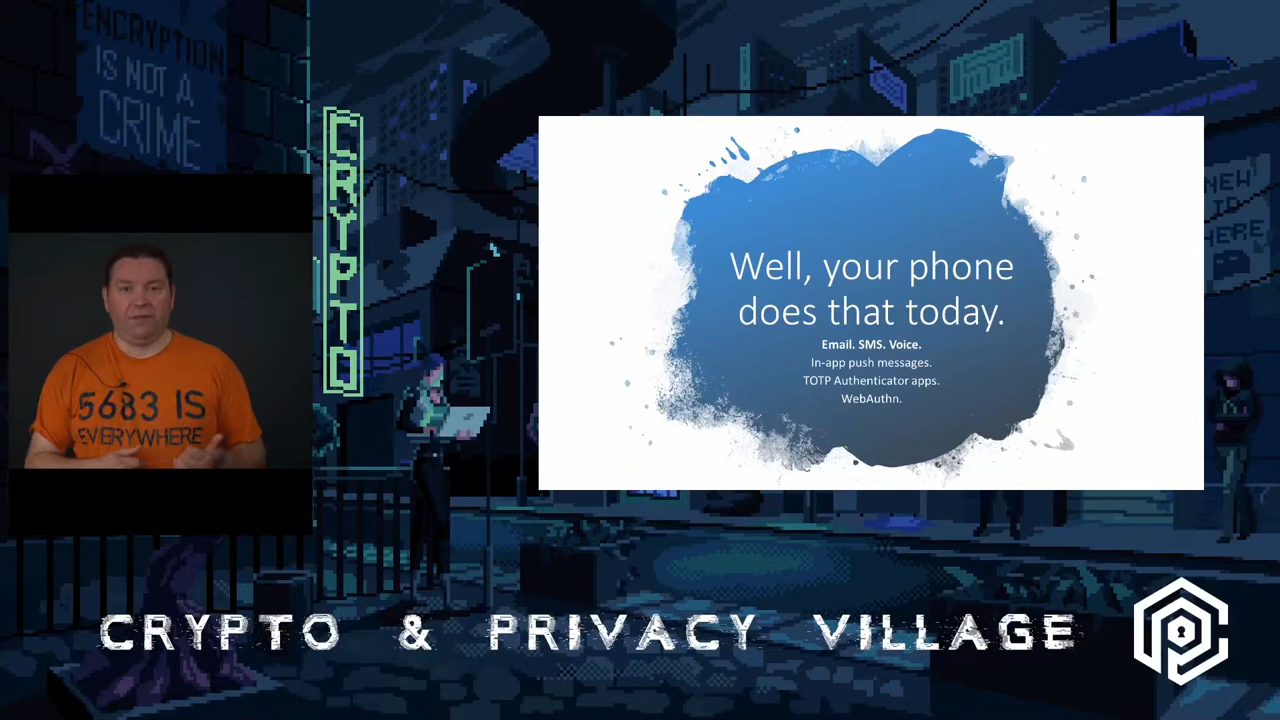 ENCRYPTION
IS NOT A
CRIME
CRYPTO
NEW
TO
HERE
5683 IS
EVERYWHERE
Well, your phone
does that today.
Email. SMS. Voice.
In-app push messages.
TOTP Authenticator apps.
WebAuthn.
CRYPTO & PRIVACY VILLAGE